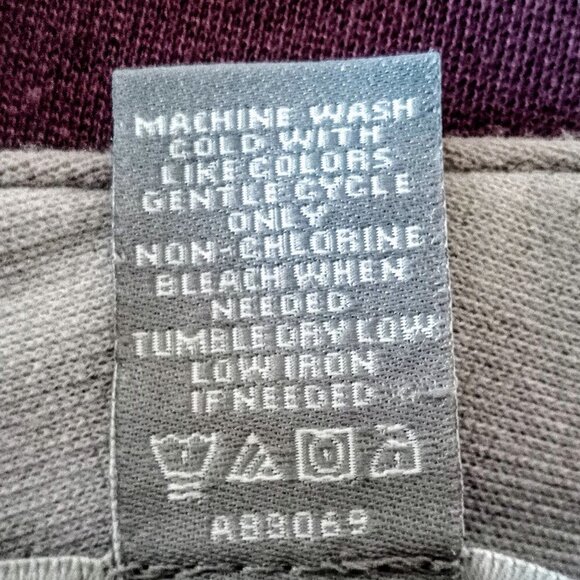 MACHINE WASH
COLD WITH
LIKE COLORS
GENTLE CYCLE
ONLY
NON-CHLORINE
BLEACH WHEN
NEEDED
TUMBLE DRY LOW
LOW IRON
IF NEEDED
AB9069